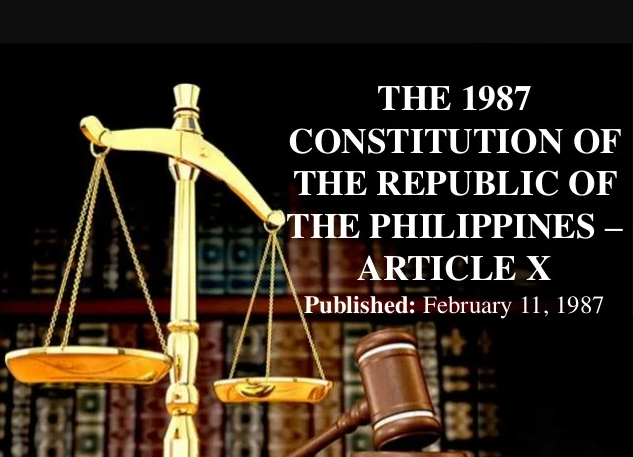 THE 1987
CONSTITUTION OF
THE REPUBLIC OF
THE PHILIPPINES –
ARTICLE X
Published: February 11, 1987